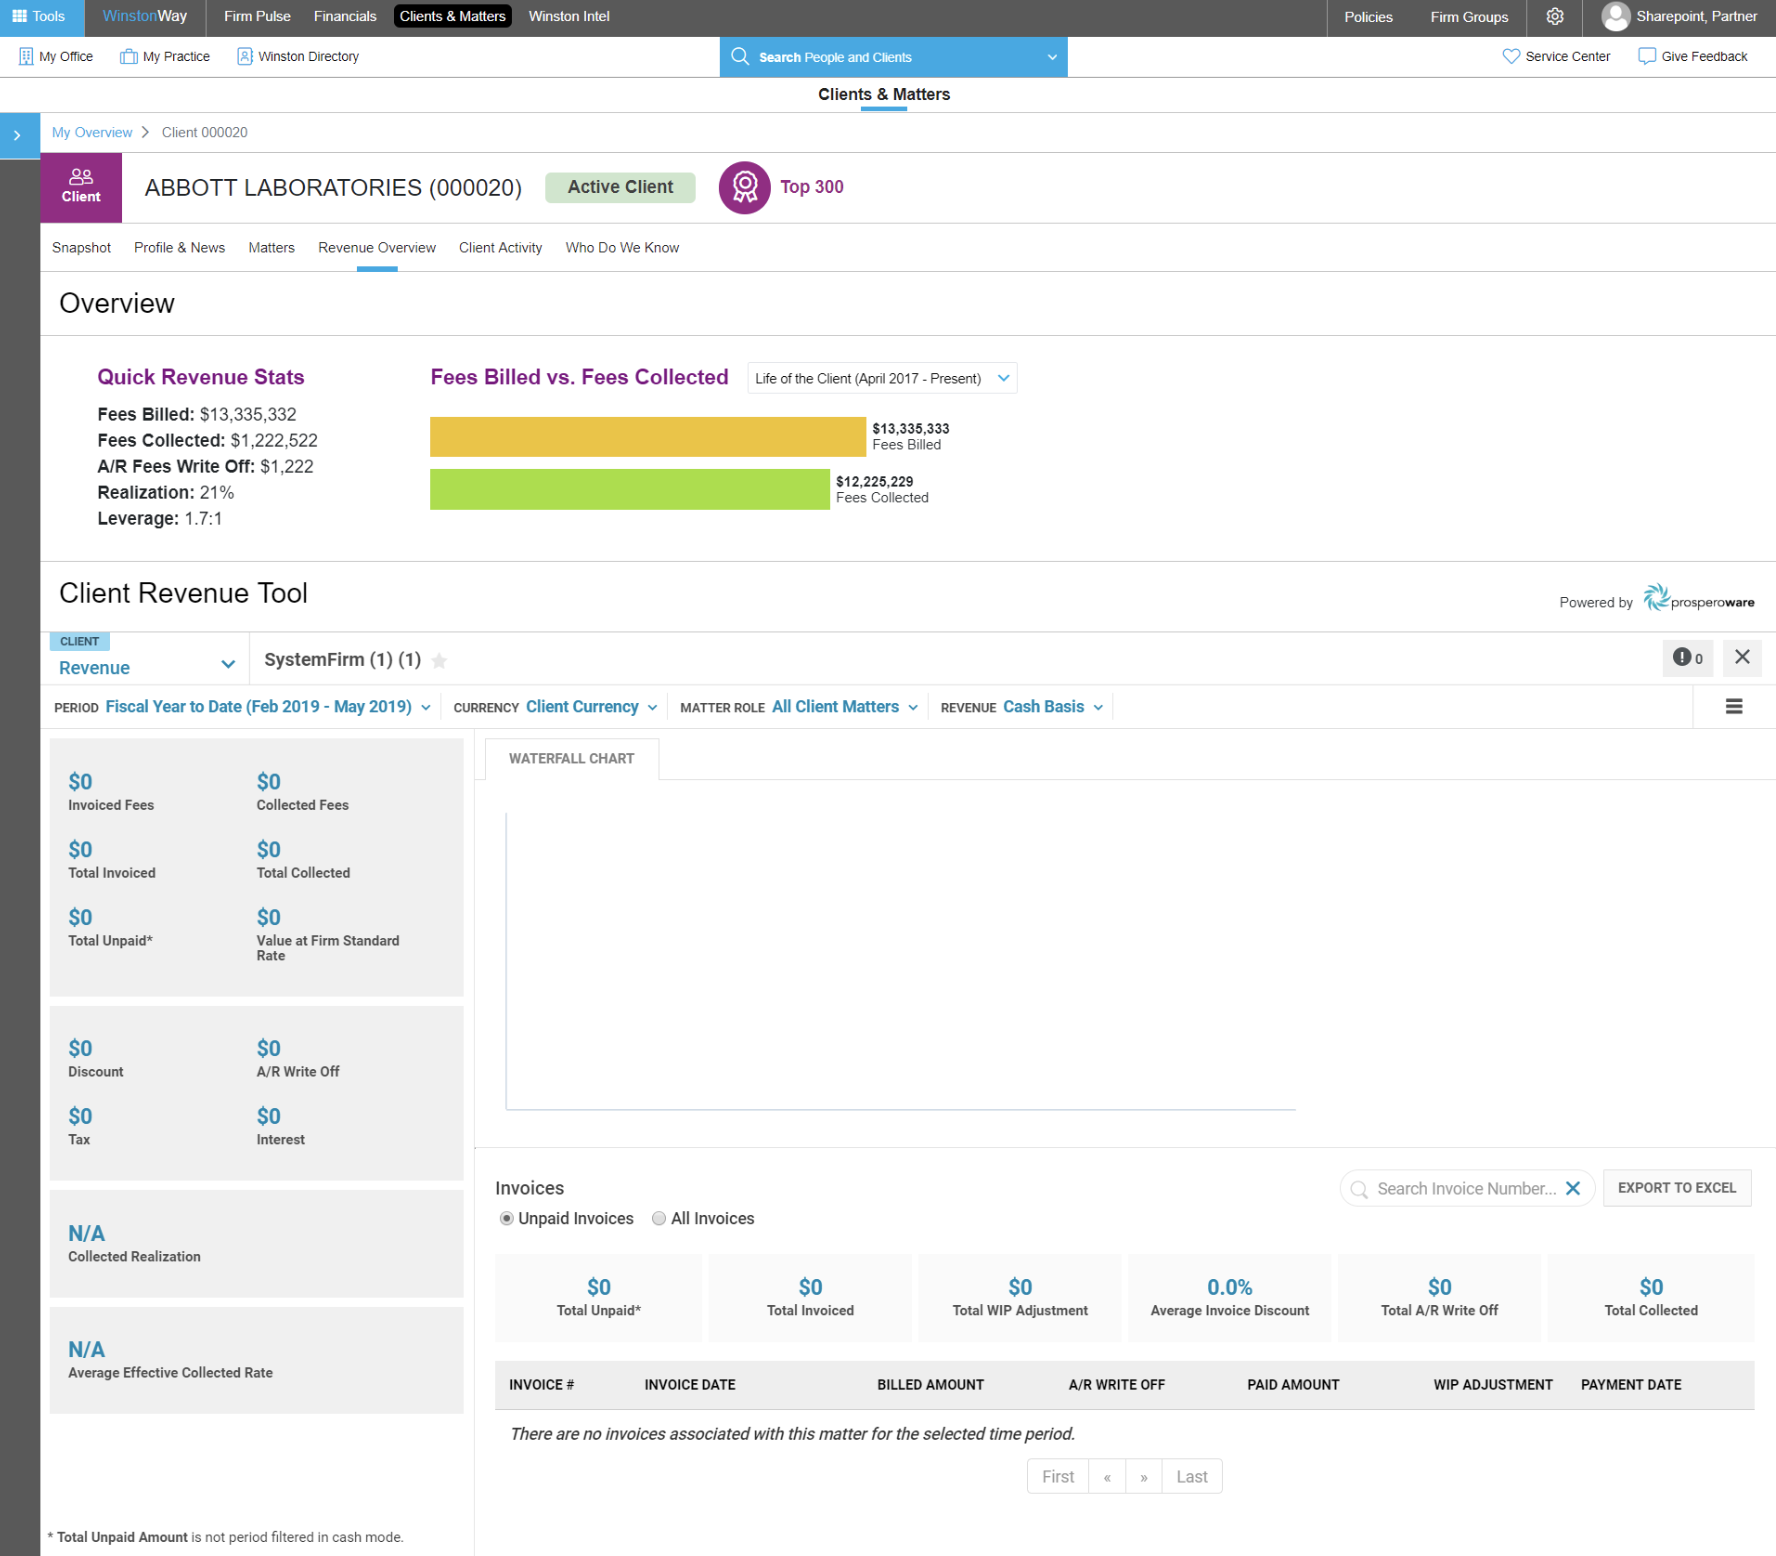 Tools
WinstonWay
Firm Pulse
Financials
Clients & Matters
Winston Intel
Policies
Firm Groups
Sharepoint, Partner
My Office
My Practice
Winston Directory
Search People and Clients
Service Center
Give Feedback
Clients & Matters
My Overview > Client 000020
Client
ABBOTT LABORATORIES (000020)
Active Client
Top 300
Snapshot
Profile & News
Matters
Revenue Overview
Client Activity
Who Do We Know
Overview
Quick Revenue Stats
Fees Billed: $13,335,332
Fees Collected: $1,222,522
A/R Fees Write Off: $1,222
Realization: 21%
Leverage: 1.7:1
Fees Billed vs. Fees Collected
Life of the Client (April 2017 - Present)
$13,335,333
Fees Billed
$12,225,229
Fees Collected
Client Revenue Tool
Powered by prosperoware
CLIENT
Revenue
SystemFirm (1) (1)
0
PERIOD Fiscal Year to Date (Feb 2019 - May 2019)
CURRENCY Client Currency
MATTER ROLE All Client Matters
REVENUE Cash Basis
$0
Invoiced Fees
$0
Collected Fees
$0
Total Invoiced
$0
Total Collected
$0
Total Unpaid*
$0
Value at Firm Standard
Rate
$0
Discount
$0
A/R Write Off
$0
Tax
$0
Interest
N/A
Collected Realization
N/A
Average Effective Collected Rate
* Total Unpaid Amount is not period filtered in cash mode.
WATERFALL CHART
Invoices
Search Invoice Number...
EXPORT TO EXCEL
Unpaid Invoices
All Invoices
$0
Total Unpaid*
$0
Total Invoiced
$0
Total WIP Adjustment
0.0%
Average Invoice Discount
$0
Total A/R Write Off
$0
Total Collected
INVOICE # INVOICE DATE BILLED AMOUNT A/R WRITE OFF PAID AMOUNT WIP ADJUSTMENT PAYMENT DATE
There are no invoices associated with this matter for the selected time period.
First « » Last